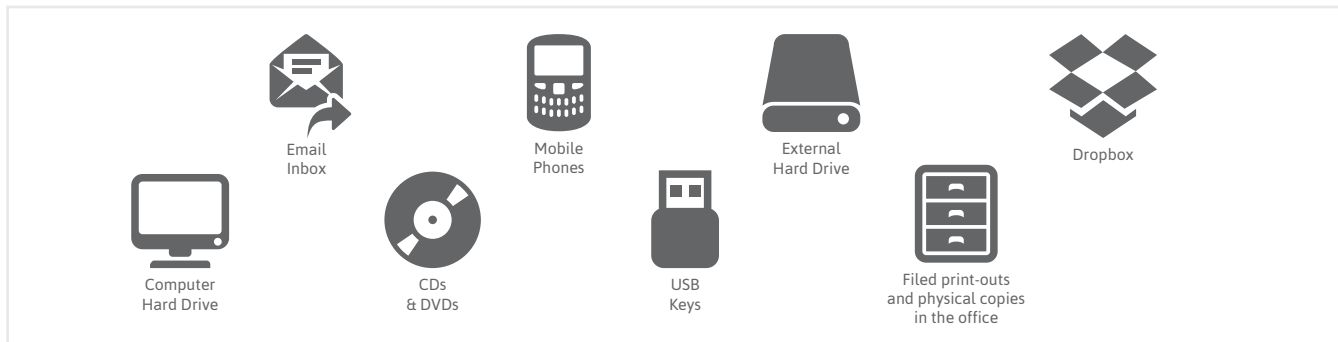 Email
Inbox
Mobile
Phones
External
Hard Drive
Dropbox
Computer
Hard Drive
CDs
& DVDs
USB
Keys
Filed print-outs
and physical copies
in the office